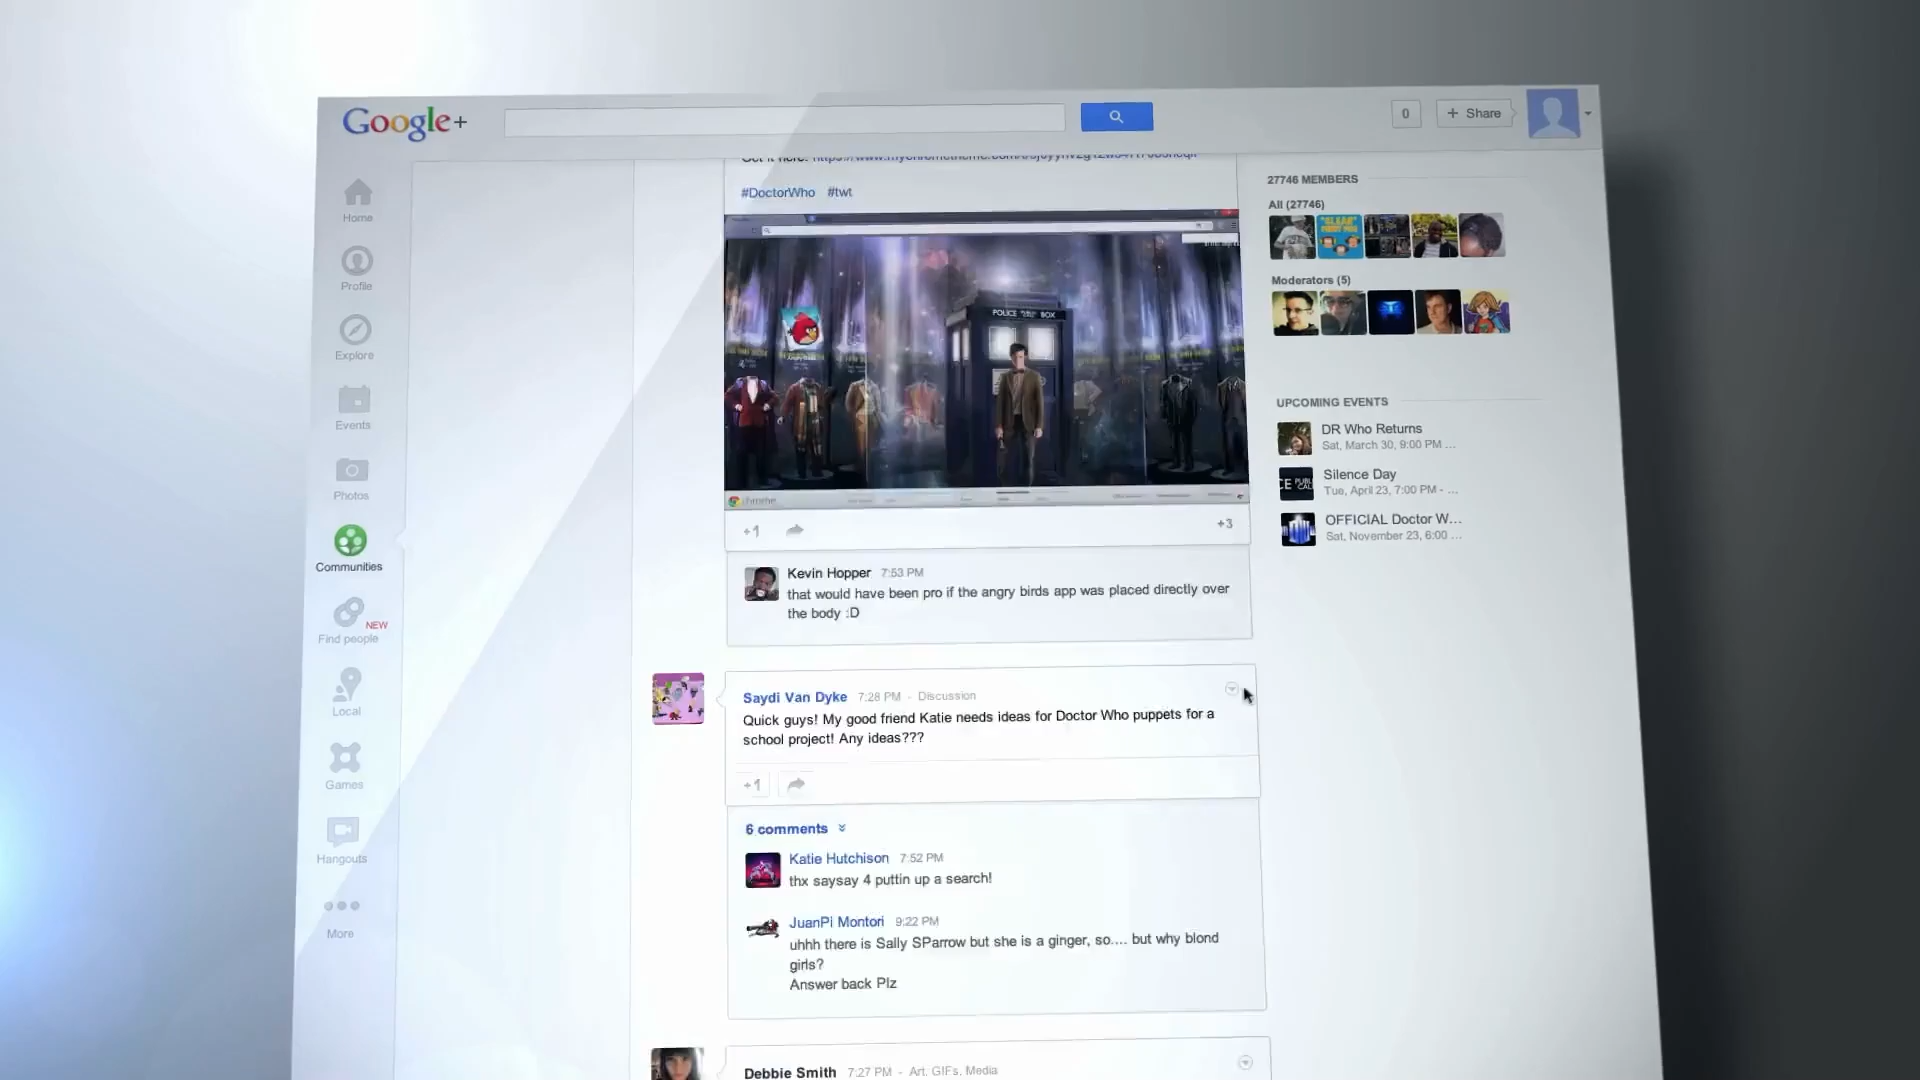 Google+
0
+ Share
Home
Profile
Explore
Events
Photos
Communities
Find people
NEW
Local
Games
Hangouts
More
Get it here:
#DoctorWho #twt
POLICE BOX
chrome
+1
+3
Kevin Hopper 7:53 PM
that would have been pro if the angry birds app was placed directly over
the body :D
Saydi Van Dyke 7:28 PM - Discussion
Quick guys! My good friend Katie needs ideas for Doctor Who puppets for a
school project! Any ideas???
+1
6 comments
Katie Hutchison 7:52 PM
thx saysay 4 puttin up a search!
JuanPi Montori 9:22 PM
uhhh there is Sally SParrow but she is a ginger, so.... but why blond
girls?
Answer back Plz
Debbie Smith 7:27 PM - Art, GIFs, Media
27746 MEMBERS
All (27746)
Moderators (5)
UPCOMING EVENTS
DR Who Returns
Sat, March 30, 9:00 PM ...
Silence Day
Tue, April 23, 7:00 PM - ...
OFFICIAL Doctor W...
Sat, November 23, 6:00 ...